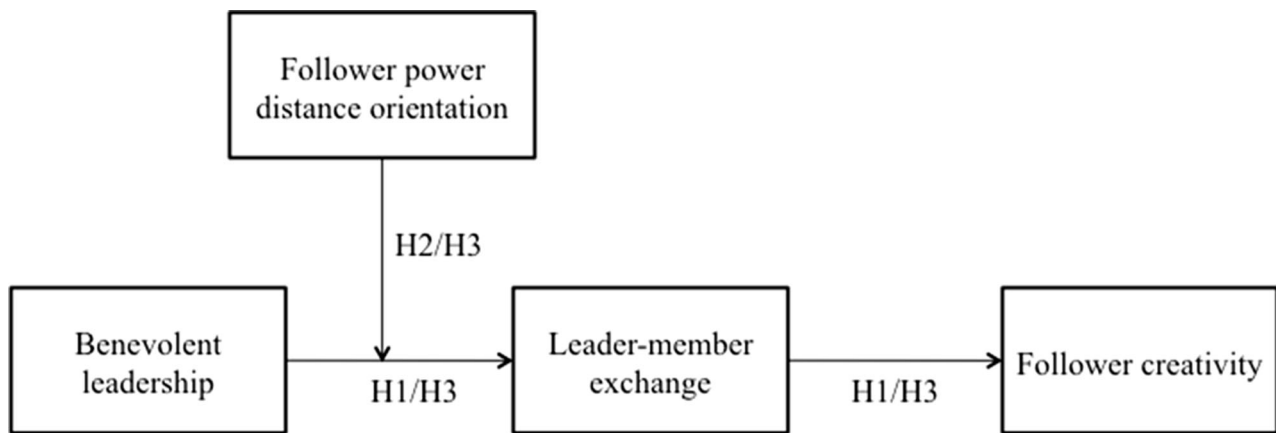 Follower power
distance orientation
H2/H3
Benevolent
leadership
H1/H3
Leader-member
exchange
H1/H3
Follower creativity